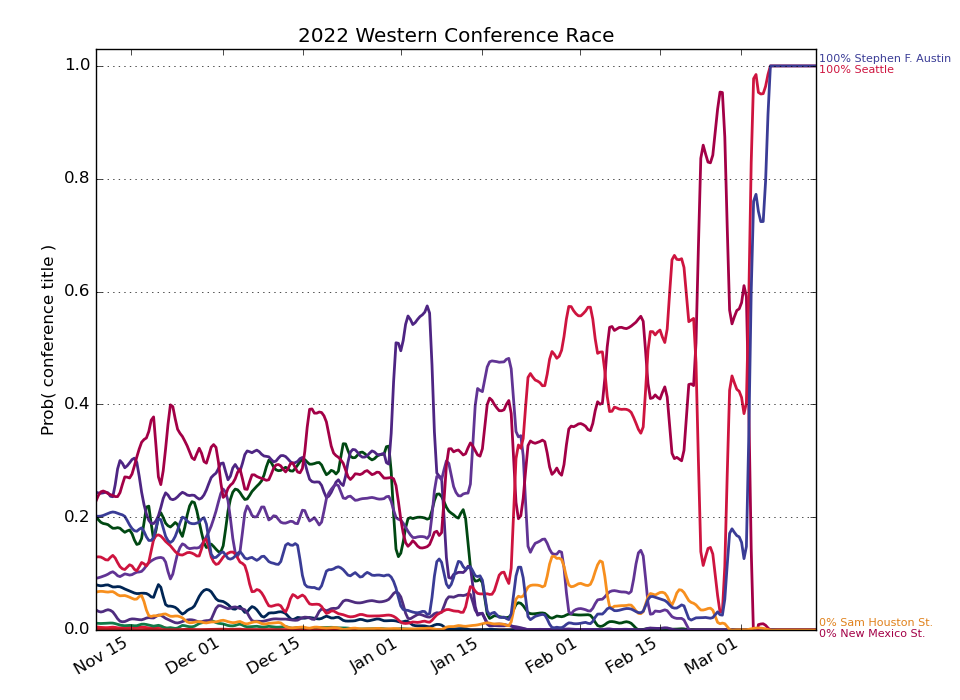 2022 Western Conference Race
Prob( conference title )
1.0
0.8
0.6
0.4
0.2
0.0
Nov 15
Dec 01
Dec 15
Jan 01
Jan 15
Feb 01
Feb 15
Mar 01
100% Stephen F. Austin
100% Seattle
0% Sam Houston St.
0% New Mexico St.